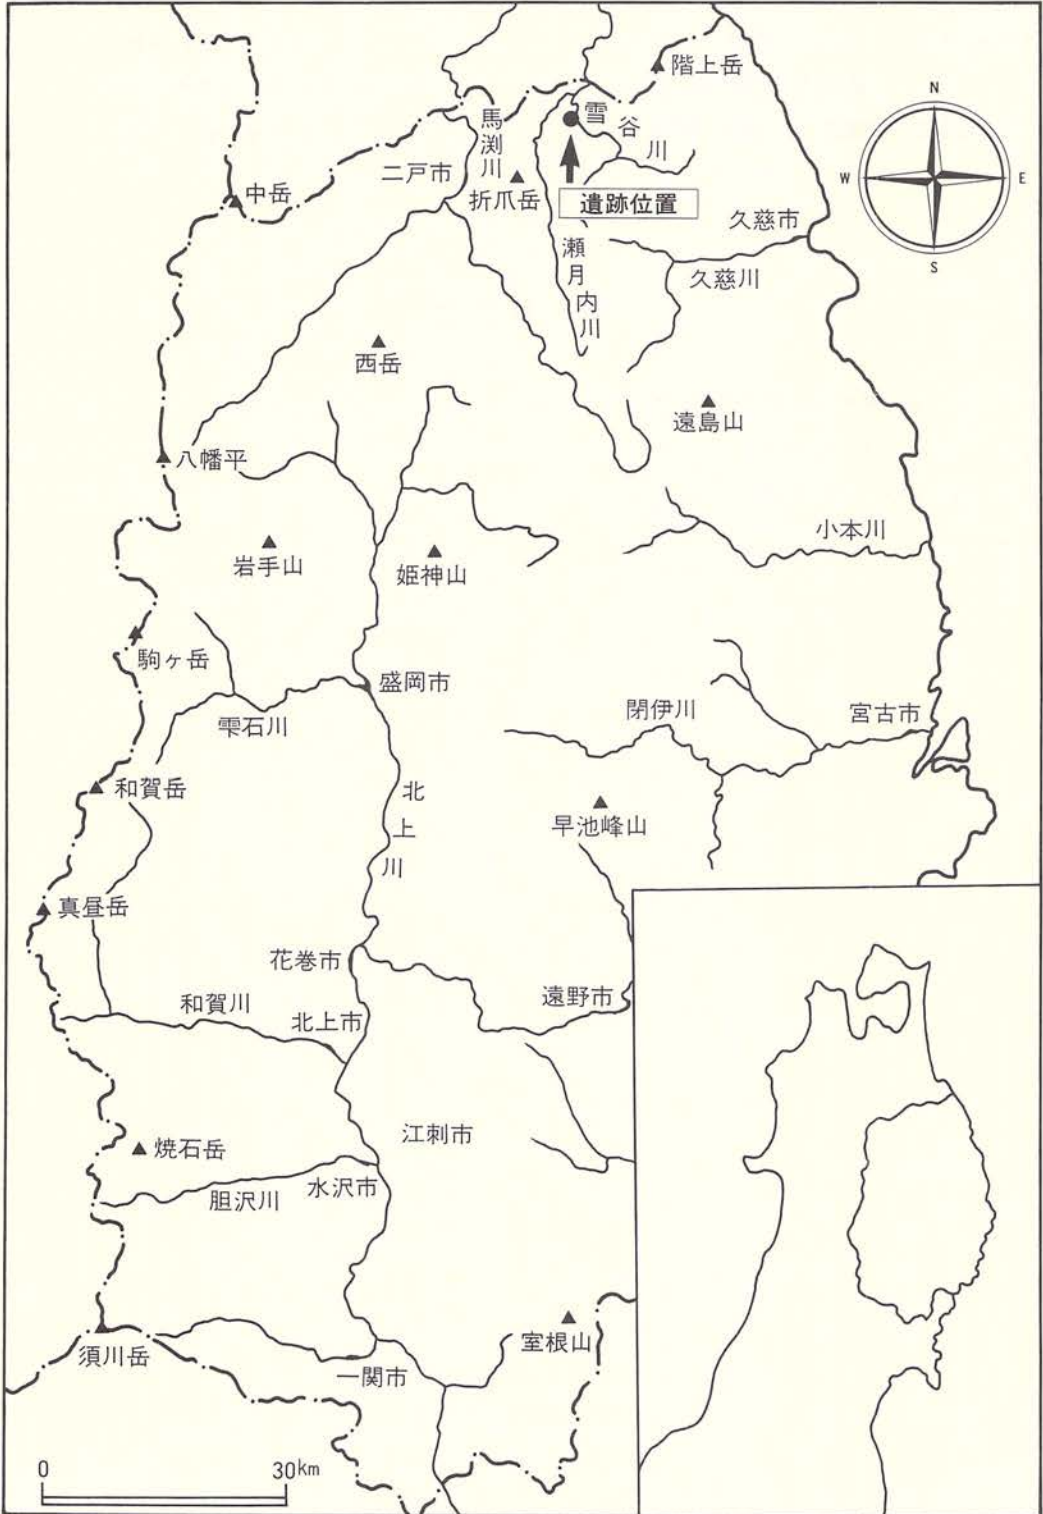 階上岳
N
W
E
S
雪谷川
馬渕川
二戸市
折爪岳
遺跡位置
中岳
久慈市
久慈川
瀬月内川
西岳
遠島山
八幡平
小本川
岩手山
姫神山
駒ヶ岳
盛岡市
雫石川
閉伊川
宮古市
和賀岳
北上川
早池峰山
真昼岳
花巻市
和賀川
北上市
遠野市
江刺市
焼石岳
胆沢川
水沢市
室根山
須川岳
一関市
0
30km